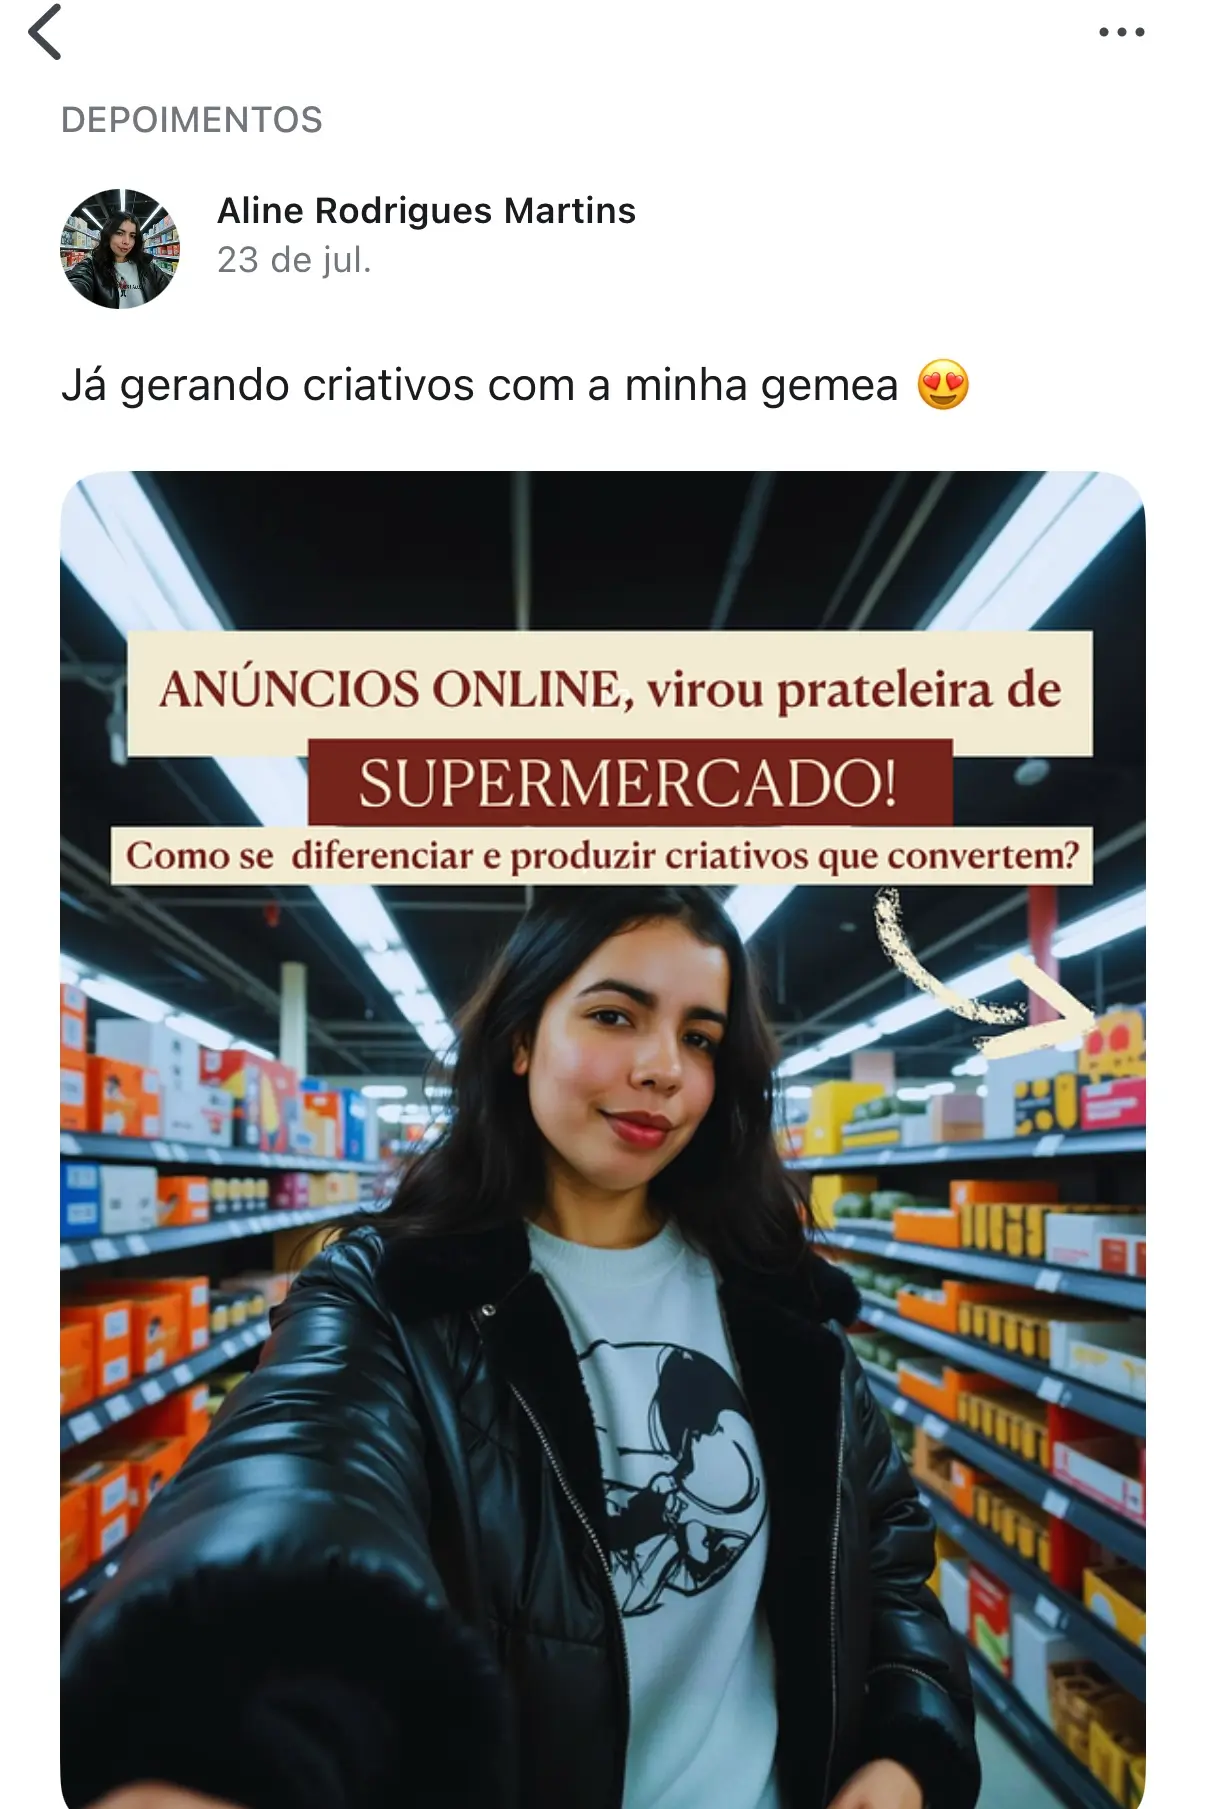 DEPOIMENTOS
Aline Rodrigues Martins
23 de jul.
Já gerando criativos com a minha gemea 😍
ANÚNCIOS ONLINE, virou prateleira de
SUPERMERCADO!
Como se diferenciar e produzir criativos que convertem?